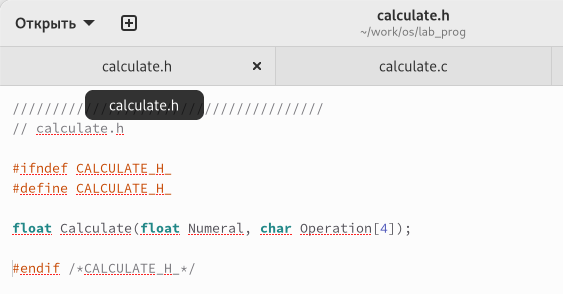 Открыть
calculate.h
~/work/os/lab_prog
calculate.h ×
calculate.c
calculate.h
///////////////////////////////////////
// calculate.h
#ifndef CALCULATE_H_
#define CALCULATE_H_
float Calculate(float Numeral, char Operation[4]);
#endif /*CALCULATE_H_*/